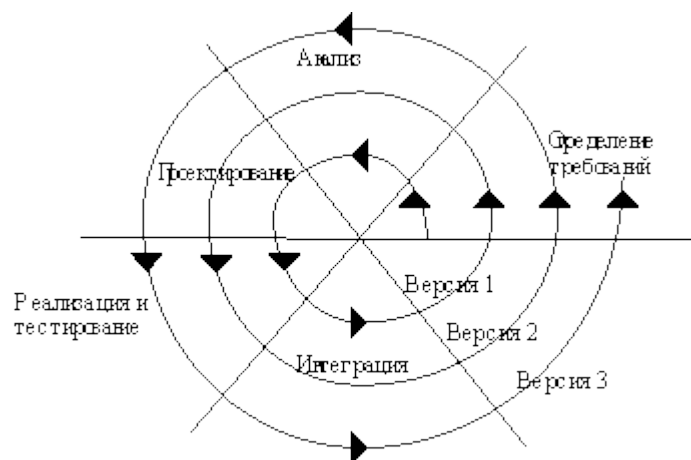 Анализ
Определение
требований
Проектирование
Версия 1
Реализация и
тестирование
Версия 2
Интеграция
Версия 3